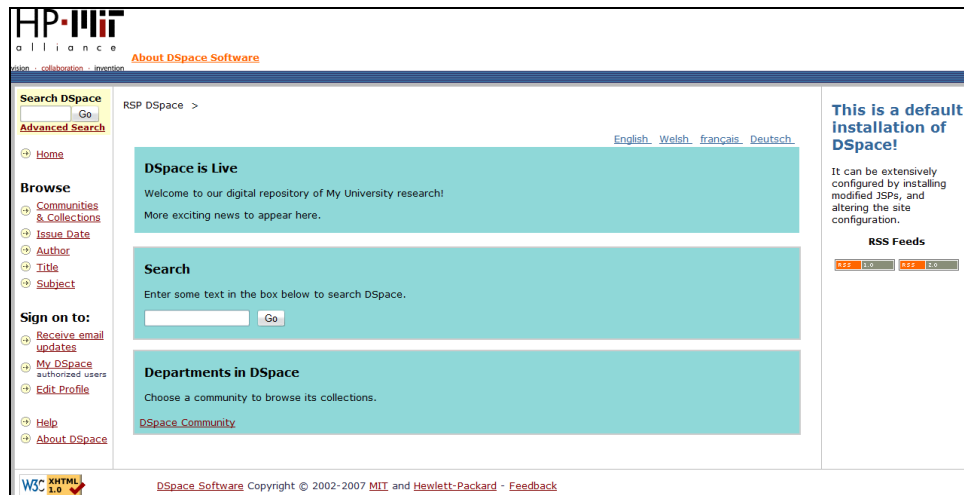 HP·MIT
alliance
vision · collaboration · invention
About DSpace Software
Search DSpace
Go
Advanced Search
Home
Browse
Communities
& Collections
Issue Date
Author
Title
Subject
Sign on to:
Receive email
updates
My DSpace
authorized users
Edit Profile
Help
About DSpace
RSP DSpace >
English Welsh français Deutsch
DSpace is Live
Welcome to our digital repository of My University research!
More exciting news to appear here.
Search
Enter some text in the box below to search DSpace.
Go
Departments in DSpace
Choose a community to browse its collections.
DSpace Community
This is a default
installation of
DSpace!
It can be extensively
configured by installing
modified JSPs, and
altering the site
configuration.
RSS Feeds
RSS 1.0 RSS 2.0
W3C XHTML
1.0
DSpace Software Copyright © 2002-2007 MIT and Hewlett-Packard - Feedback